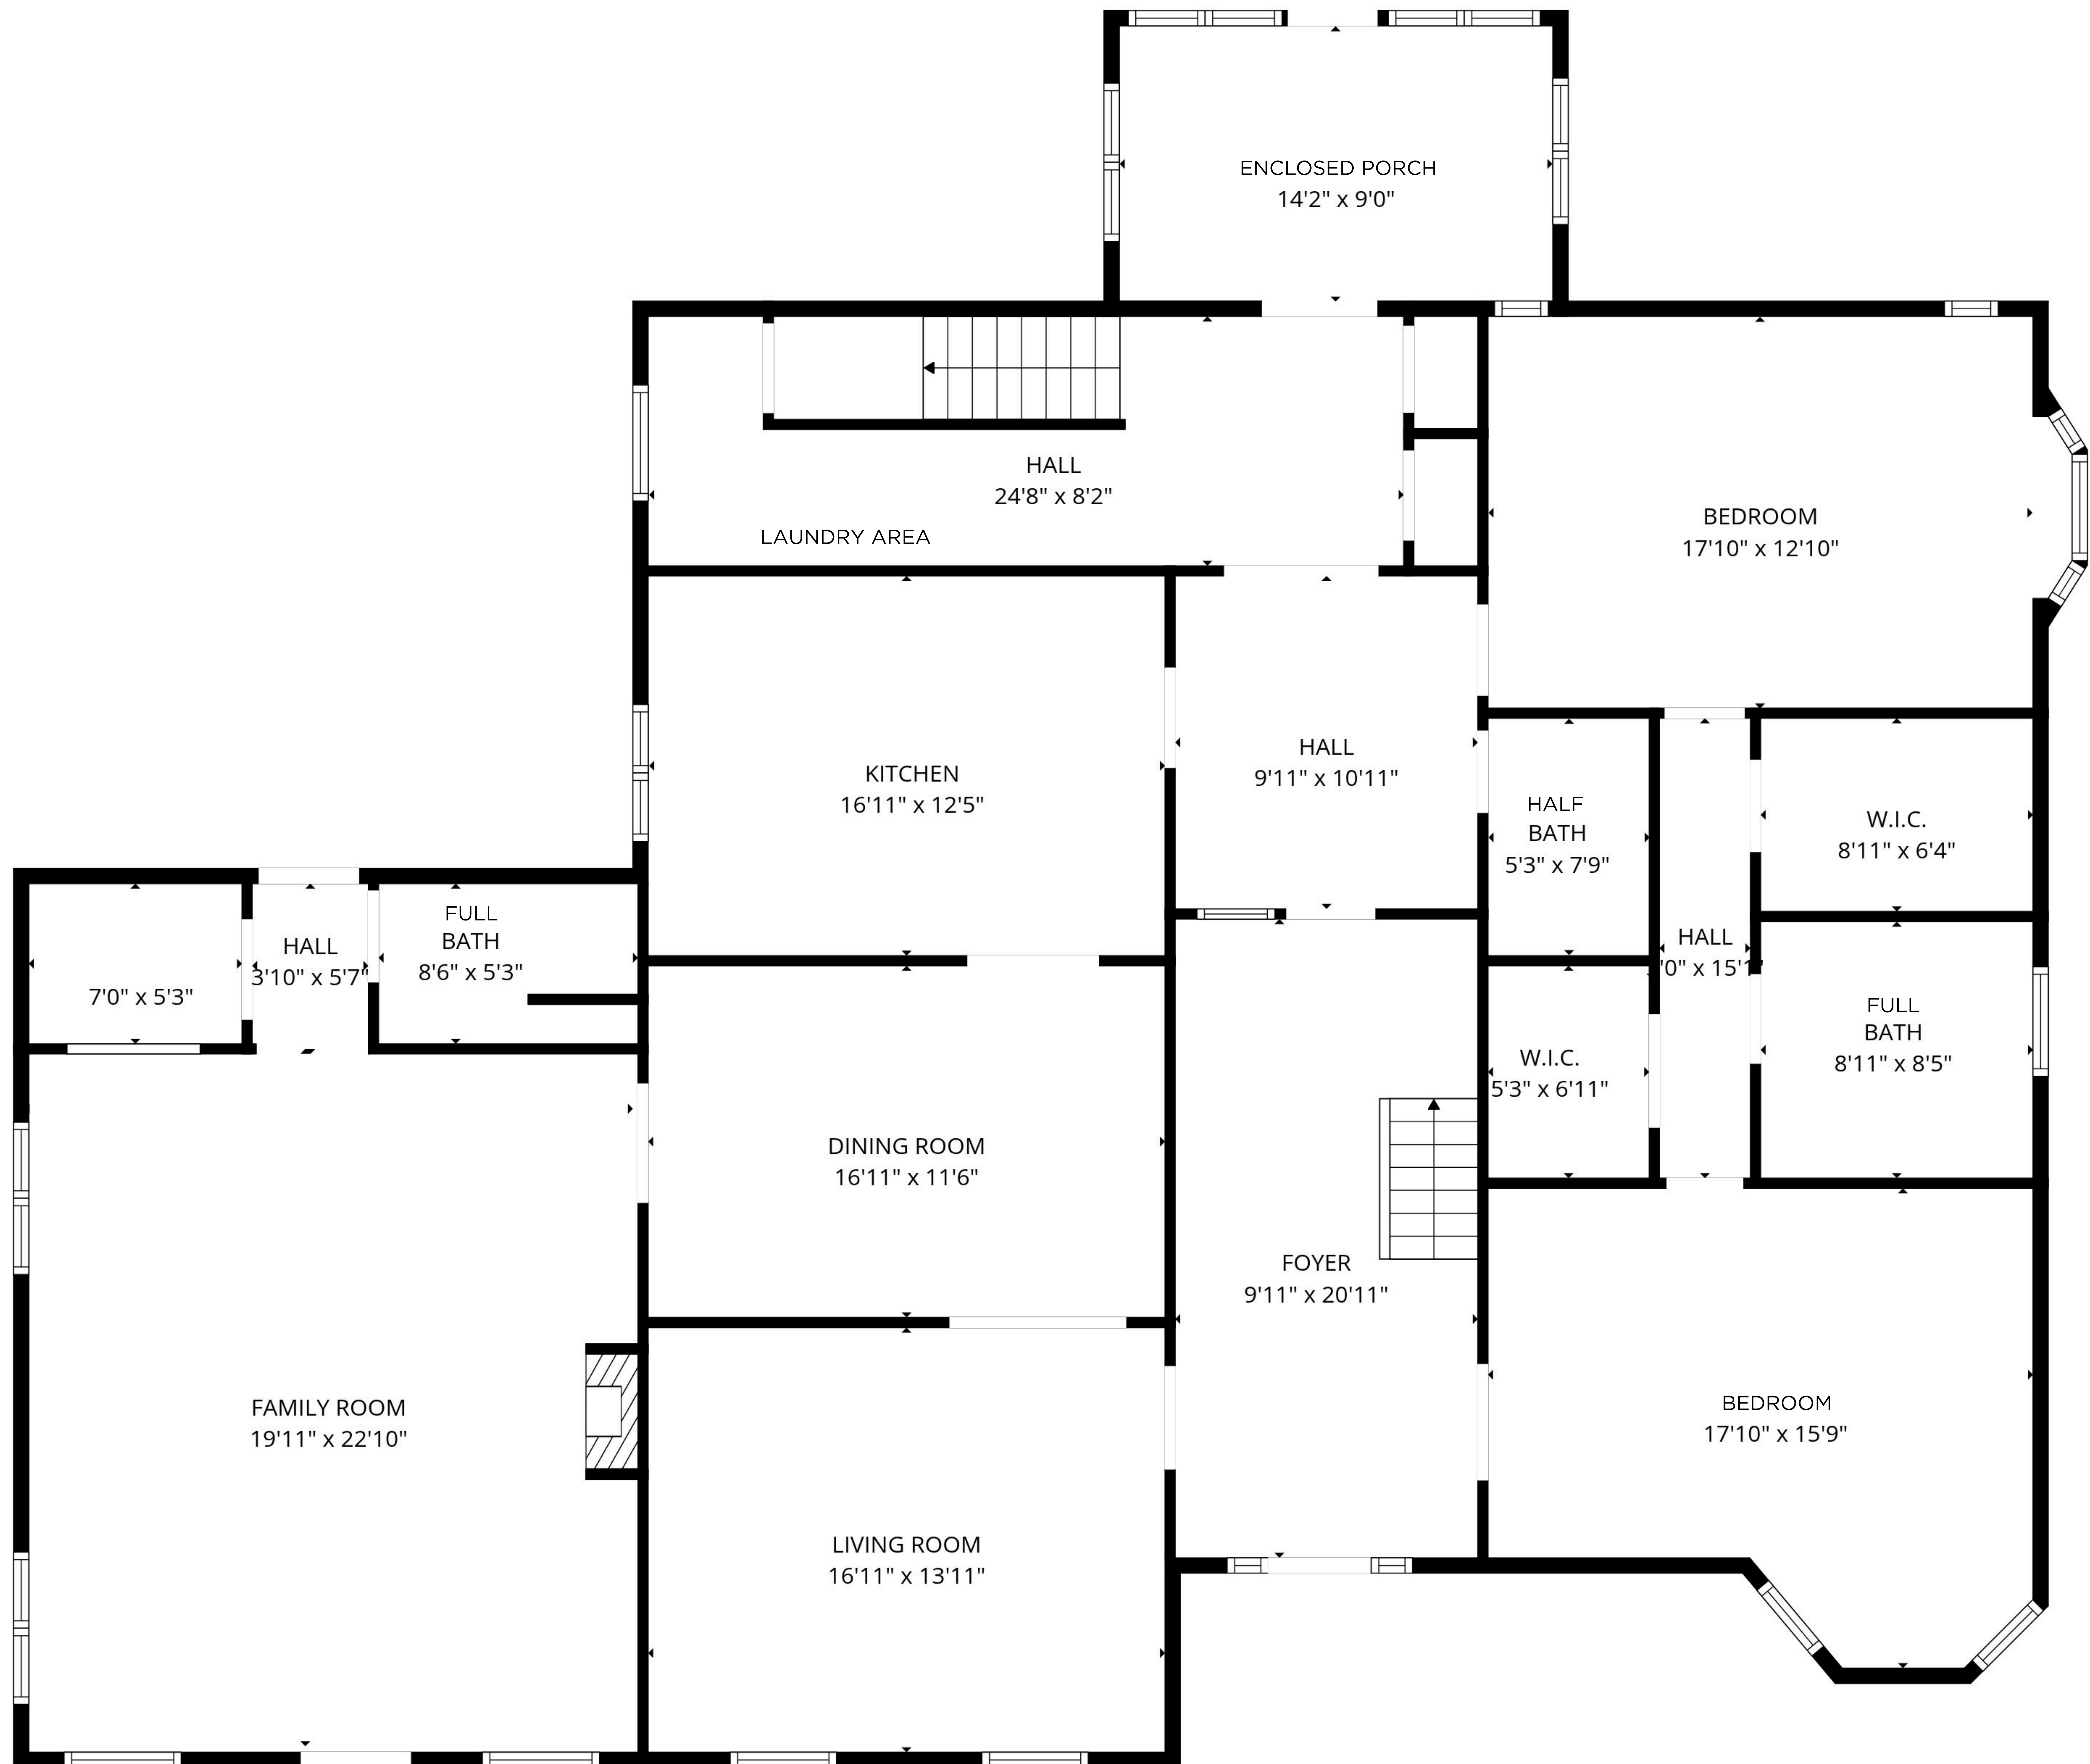 ENCLOSED PORCH
14'2" x 9'0"
HALL
24'8" x 8'2"
LAUNDRY AREA
BEDROOM
17'10" x 12'10"
KITCHEN
16'11" x 12'5"
HALL
9'11" x 10'11"
HALF
BATH
5'3" x 7'9"
W.I.C.
8'11" x 6'4"
FULL
BATH
8'6" x 5'3"
HALL
3'10" x 5'7"
7'0" x 5'3"
HALL
FULL
BATH
8'11" x 8'5"
W.I.C.
5'3" x 6'11"
DINING ROOM
16'11" x 11'6"
FOYER
9'11" x 20'11"
FAMILY ROOM
19'11" x 22'10"
BEDROOM
17'10" x 15'9"
LIVING ROOM
16'11" x 13'11"